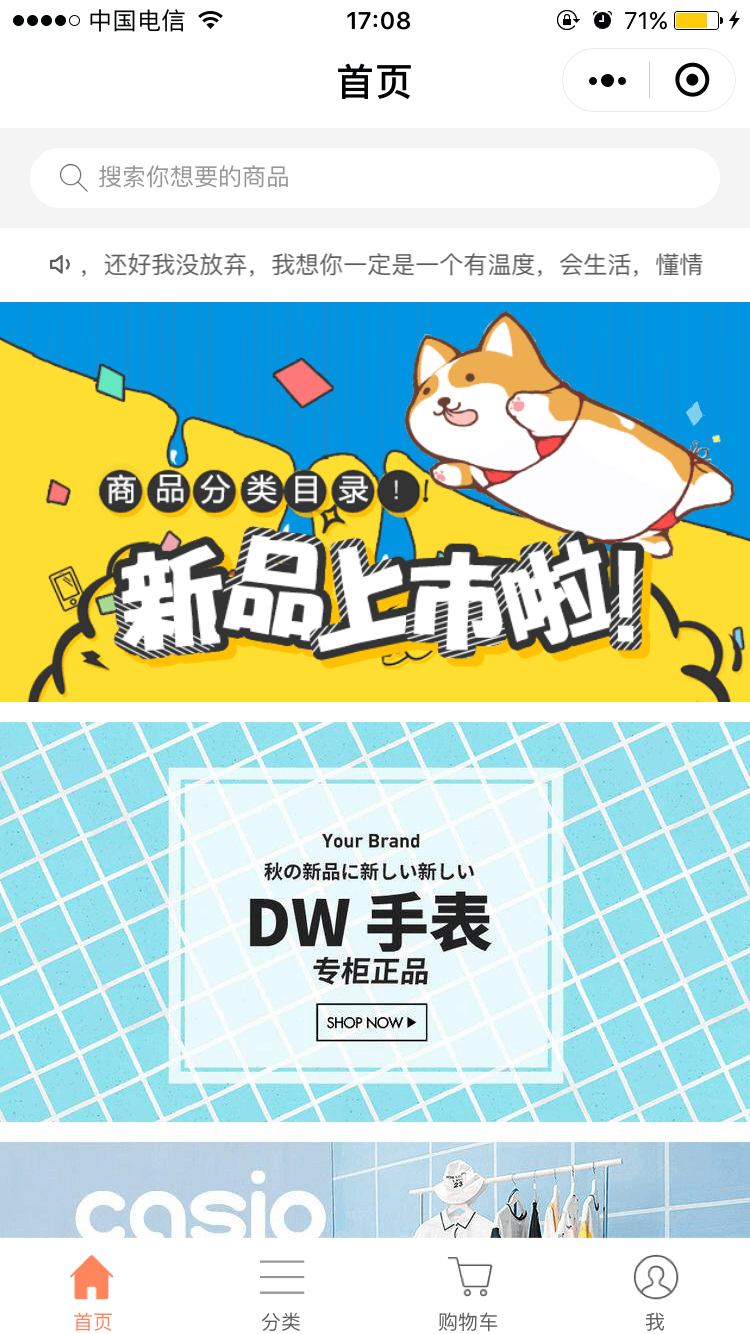 中国电信 17:08 71%
首页
搜索你想要的商品
，还好我没放弃，我想你一定是一个有温度，会生活，懂情
商品分类目录！!
新品上市啦!
Your Brand
秋の新品に新しい新しい
DW 手表
专柜正品
SHOP NOW
casio
首页 分类 购物车 我